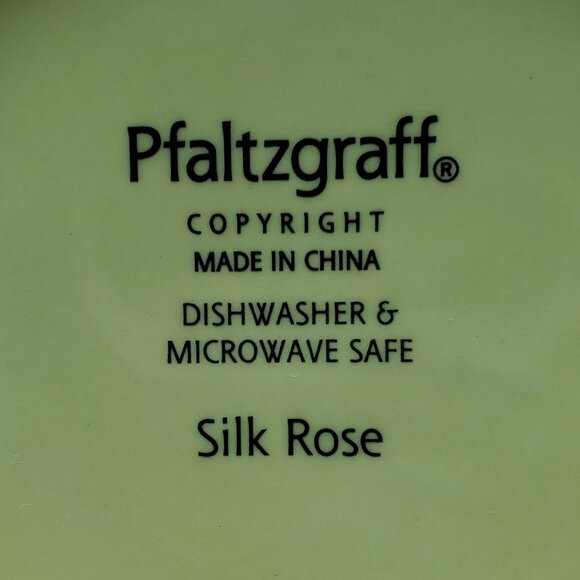 Pfaltzgraff®
COPYRIGHT
MADE IN CHINA
DISHWASHER &
MICROWAVE SAFE
Silk Rose